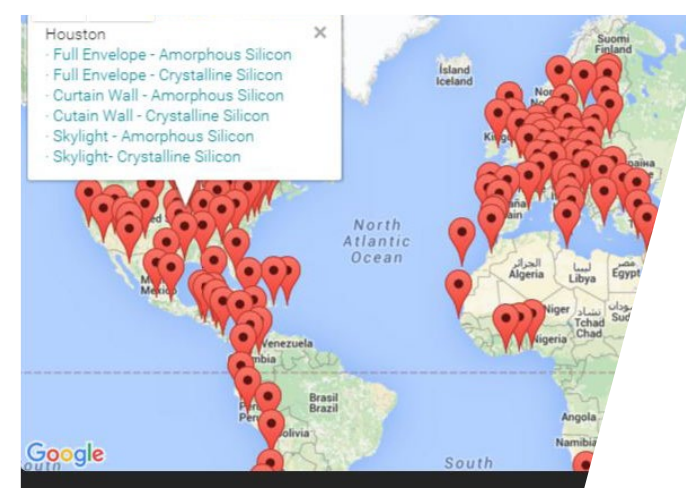 Houston
· Full Envelope - Amorphous Silicon
· Full Envelope - Crystalline Silicon
· Curtain Wall - Amorphous Silicon
· Cutain Wall - Crystalline Silicon
· Skylight - Amorphous Silicon
· Skylight- Crystalline Silicon
×
Suomi
Finland
Ísland
Iceland
North
Atlantic
Ocean
الجزائر
Algeria
ليبيا
Libya
مصر
Egypt
Niger
تشاد
Tchad
Chad
Nigeria
Venezuela
Brasil
Brazil
Angola
Namibia
Google
South